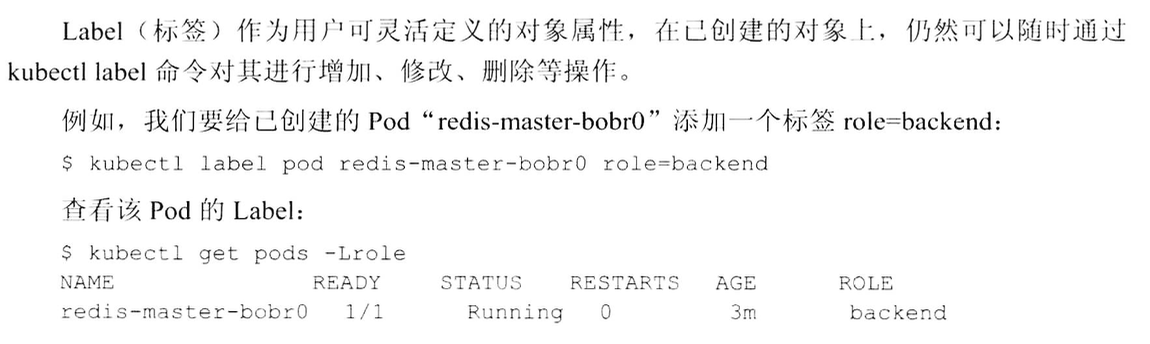 Label（标签）作为用户可灵活定义的对象属性，在已创建的对象上，仍然可以随时通过
kubectl label 命令对其进行增加、修改、删除等操作。
例如，我们要给已创建的 Pod“redis-master-bobr0”添加一个标签 role=backend：
$ kubectl label pod redis-master-bobr0 role=backend
查看该 Pod 的 Label：
$ kubectl get pods -Lrole
NAME READY STATUS RESTARTS AGE ROLE
redis-master-bobr0 1/1 Running 0 3m backend